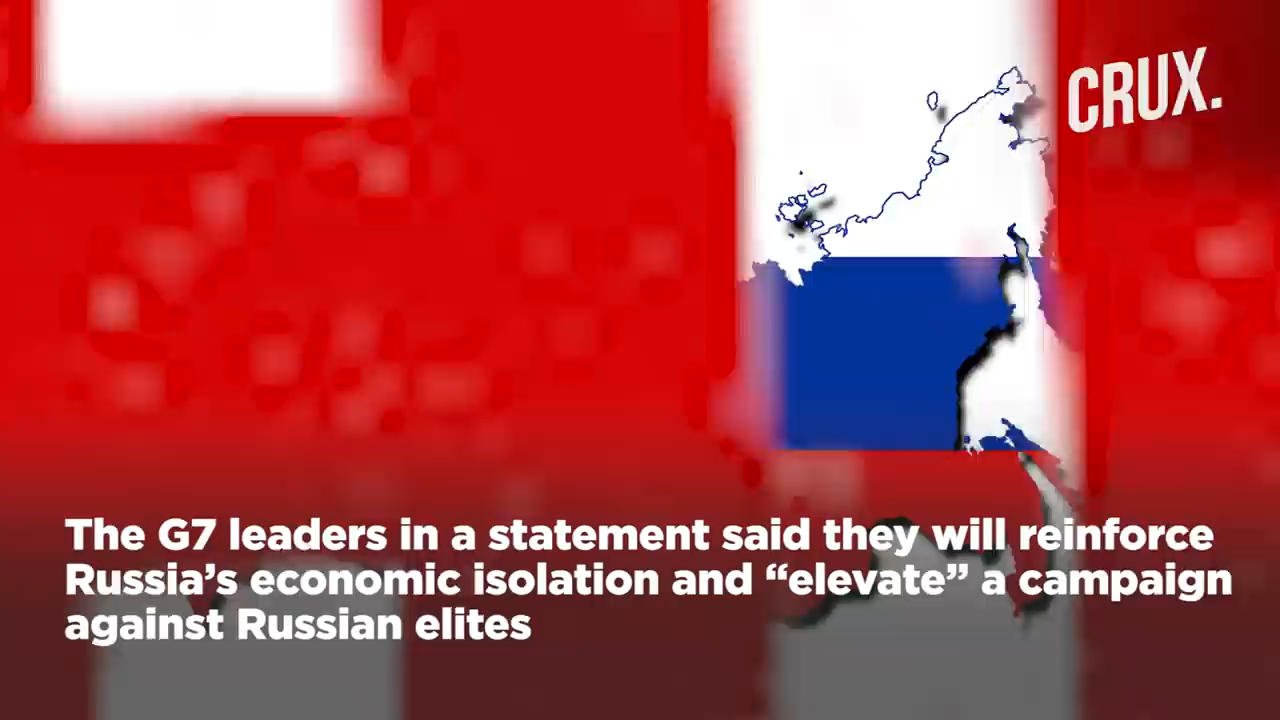 CRUX.
The G7 leaders in a statement said they will reinforce
Russia’s economic isolation and “elevate” a campaign
against Russian elites